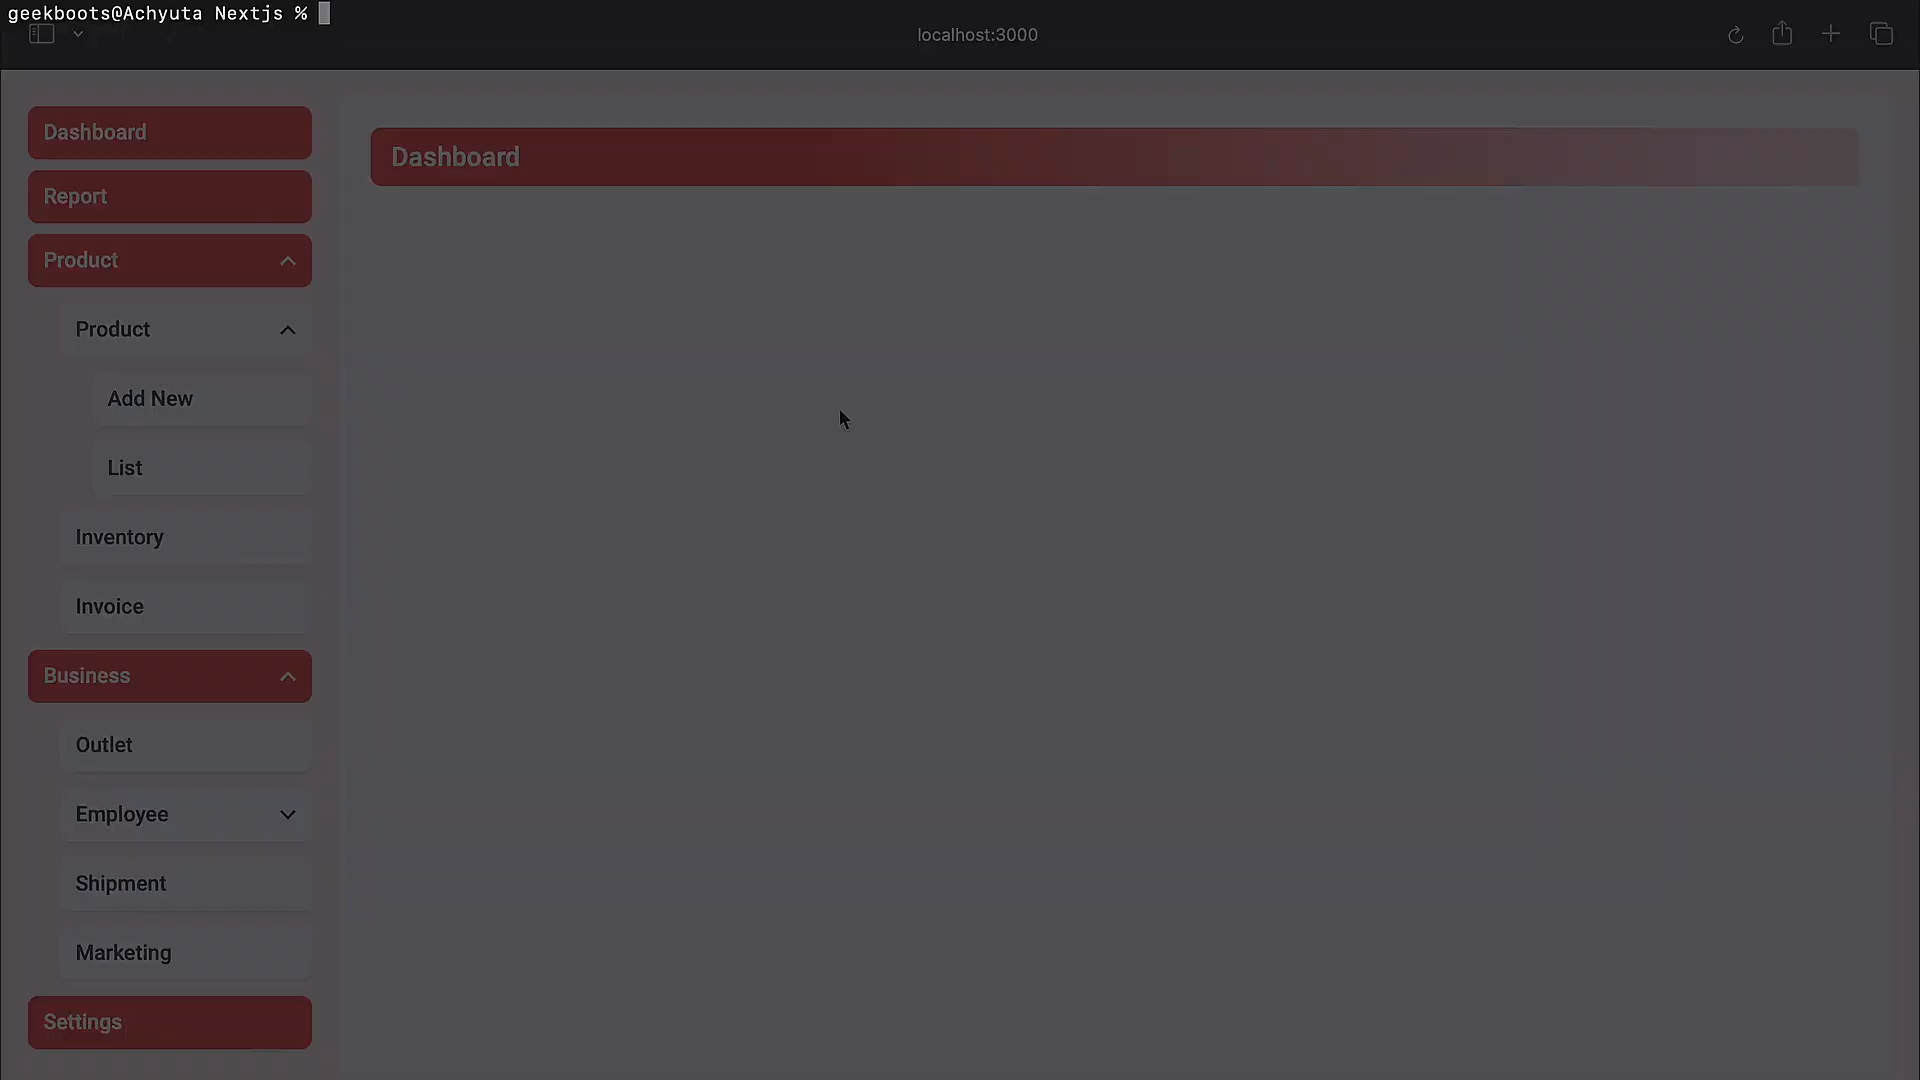 geekboots@Achyuta Nextjs %
localhost:3000
Dashboard
Report
Product
Product
Add New
List
Inventory
Invoice
Business
Outlet
Employee
Shipment
Marketing
Settings
Dashboard